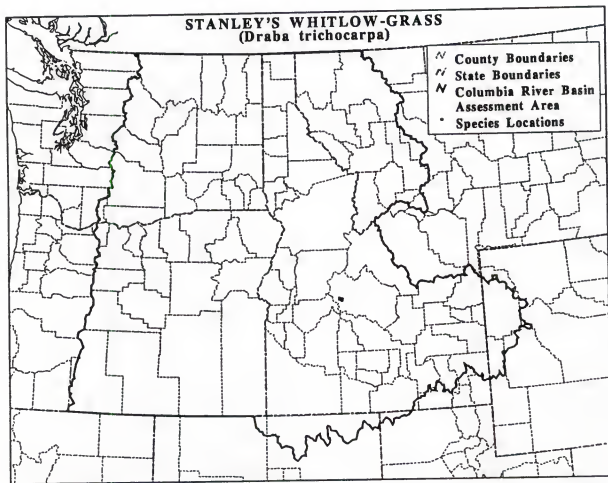 STANLEY'S WHITLOW-GRASS
(Draba trichocarpa)
County Boundaries
State Boundaries
Columbia River Basin
Assessment Area
Species Locations